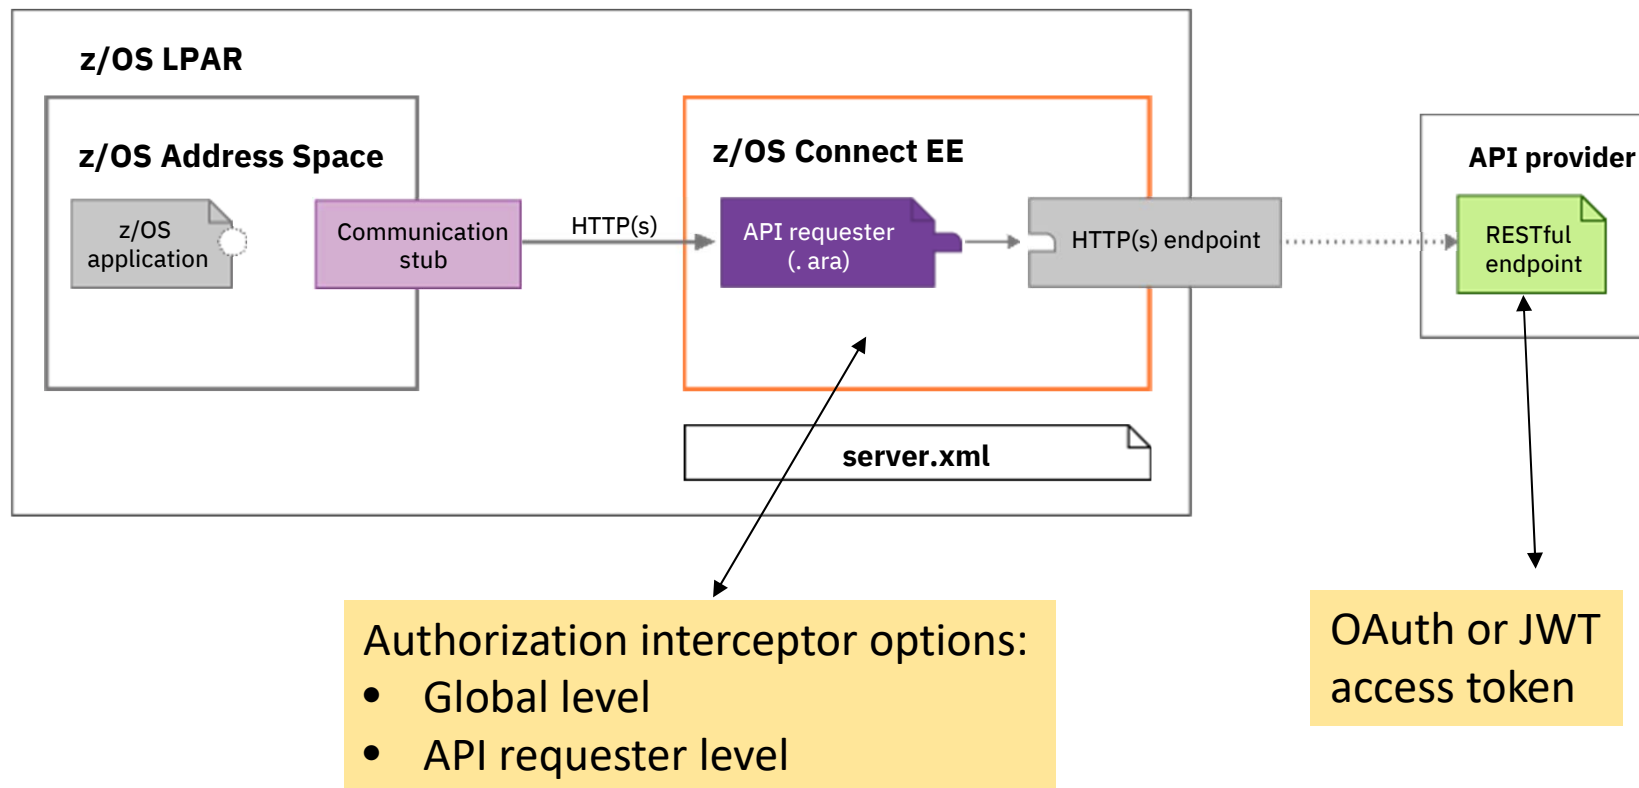 z/OS LPAR
z/OS Address Space
z/OS
application
Communication
stub
HTTP(s)
z/OS Connect EE
API requester
(. ara)
HTTP(s) endpoint
server.xml
API provider
RESTful
endpoint
Authorization interceptor options:
• Global level
• API requester level
OAuth or JWT
access token